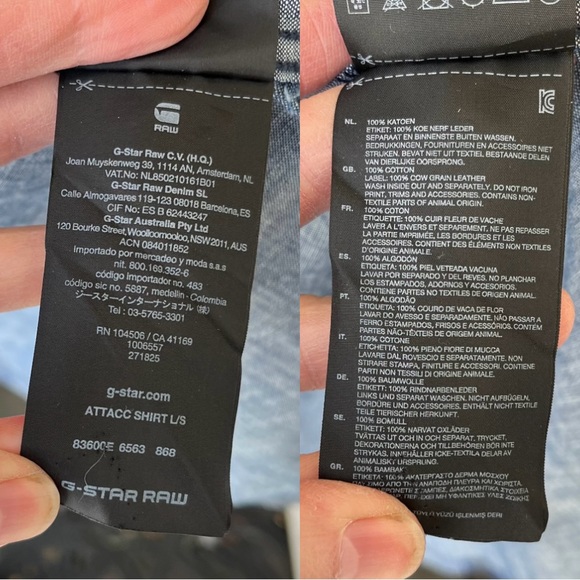 RAW
G-Star Raw C.V. (H.Q.)
Joan Muyskenweg 39, 1114 AN, Amsterdam, NL
VAT.No: NL850210161B01
G-Star Raw Denim SL
Calle Almogavares 119-123 08018 Barcelona, ES
CIF No: ES B 62443247
G-Star Australia Pty Ltd
120 Bourke Street, Woolloomooloo, NSW2011, AUS
ACN 084011852
Importado por mercadeo y moda s.a.s
nit. 800.169.352-6
código importador no. 483
código sic no. 5887, medellin - Colombia
ジースターインターナショナル (株)
Tel : 03-5765-3301
RN 104506 / CA 41169
1006557
271825
g-star.com
ATTACC SHIRT L/S
6563 868
G-STAR RAW
NL. 100% KATOEN
ETIKET: 100% KOE NERF LEDER
SEPARAAT EN BINNENSTE BUITEN WASSEN.
BEDRUKKINGEN, FOURNITUREN EN ACCESSOIRES NIET
STRIJKEN. BEVAT NIET UIT TEXTIEL BESTAANDE DELEN
VAN DIERLIJKE OORSPRONG.
GB. 100% COTTON
LABEL: 100% COW GRAIN LEATHER
WASH INSIDE OUT AND SEPARATELY. DO NOT IRON
PRINT, TRIMS AND ACCESSORIES. CONTAINS NON-
TEXTILE PARTS OF ANIMAL ORIGIN.
FR. 100% COTON
ETIQUETTE: 100% CUIR FLEUR DE VACHE
LAVER A L'ENVERS ET SEPAREMENT, NE PAS REPASSER
LA PARTIE IMPRIMÉE, LES BORDURES ET LES
ACCESSOIRES. CONTIENT DES ÉLÉMENTS NON TEXTILES
D'ORIGINE ANIMALE.
ES. 100% ALGODÓN
ETIQUETA: 100% PIEL VETEADA VACUNA
LAVAR POR SEPARADO Y DEL REVES. NO PLANCHAR
LOS ESTAMPADOS, ADORNOS Y ACCESORIOS.
CONTIENE PARTES NO TEXTILES DE ORIGEN ANIMAL.
PT. 100% ALGODÃO
ETIQUETA: 100% COURO DE VACA DE FLOR
LAVAR DO AVESSO E SEPARADAMENTE. NÃO PASSAR A
FERRO ESTAMPADOS, FRISOS E ACESSÓRIOS. CONTÉM
PARTES NÃO-TÊXTEIS DE ORIGEM ANIMAL.
IT. 100% COTONE
ETICHETTA: 100% PIENO FIORE DI MUCCA
LAVARE DAL ROVESCIO E SEPARATAMENTE. NON
STIRARE STAMPA, FINITURE E ACCESSORI. CONTIENE
PARTI NON TESSILI DI ORIGINE ANIMALE.
DE. 100% BAUMWOLLE
ETIKETT: 100% RINDNARBENLEDER
LINKS UND SEPARAT WASCHEN. NICHT AUFBÜGELN,
BORDÜRE UND ACCESSOIRES. ENTHÄLT NICHT TEXTILE
TEILE TIERISCHER HERKUNFT.
SE. 100% BOMULL
ETIKETT: 100% NARVAT OXLÄDER
TVÄTTAS UT OCH IN OCH SEPARAT. TRYCKET,
DEKORATIONERNA OCH TILLBEHÖREN BÖR INTE
STRYKAS. INNEHÅLLER ICKE-TEXTILA DELAR AV
ANIMALISKT URSPRUNG.
GR. 100% ΒΑΜΒΑΚΙ
ΕΤΙΚΕΤΑ: 100% ΑΚΑΤΕΡΓΑΣΤΟ ΔΕΡΜΑ ΜΟΣΧΟΥ
ΑΠΟ ΤΗΝ ΑΝΑΠΟΔΗ ΠΛΕΥΡΑ ΚΑΙ ΧΩΡΙΣΤΑ.